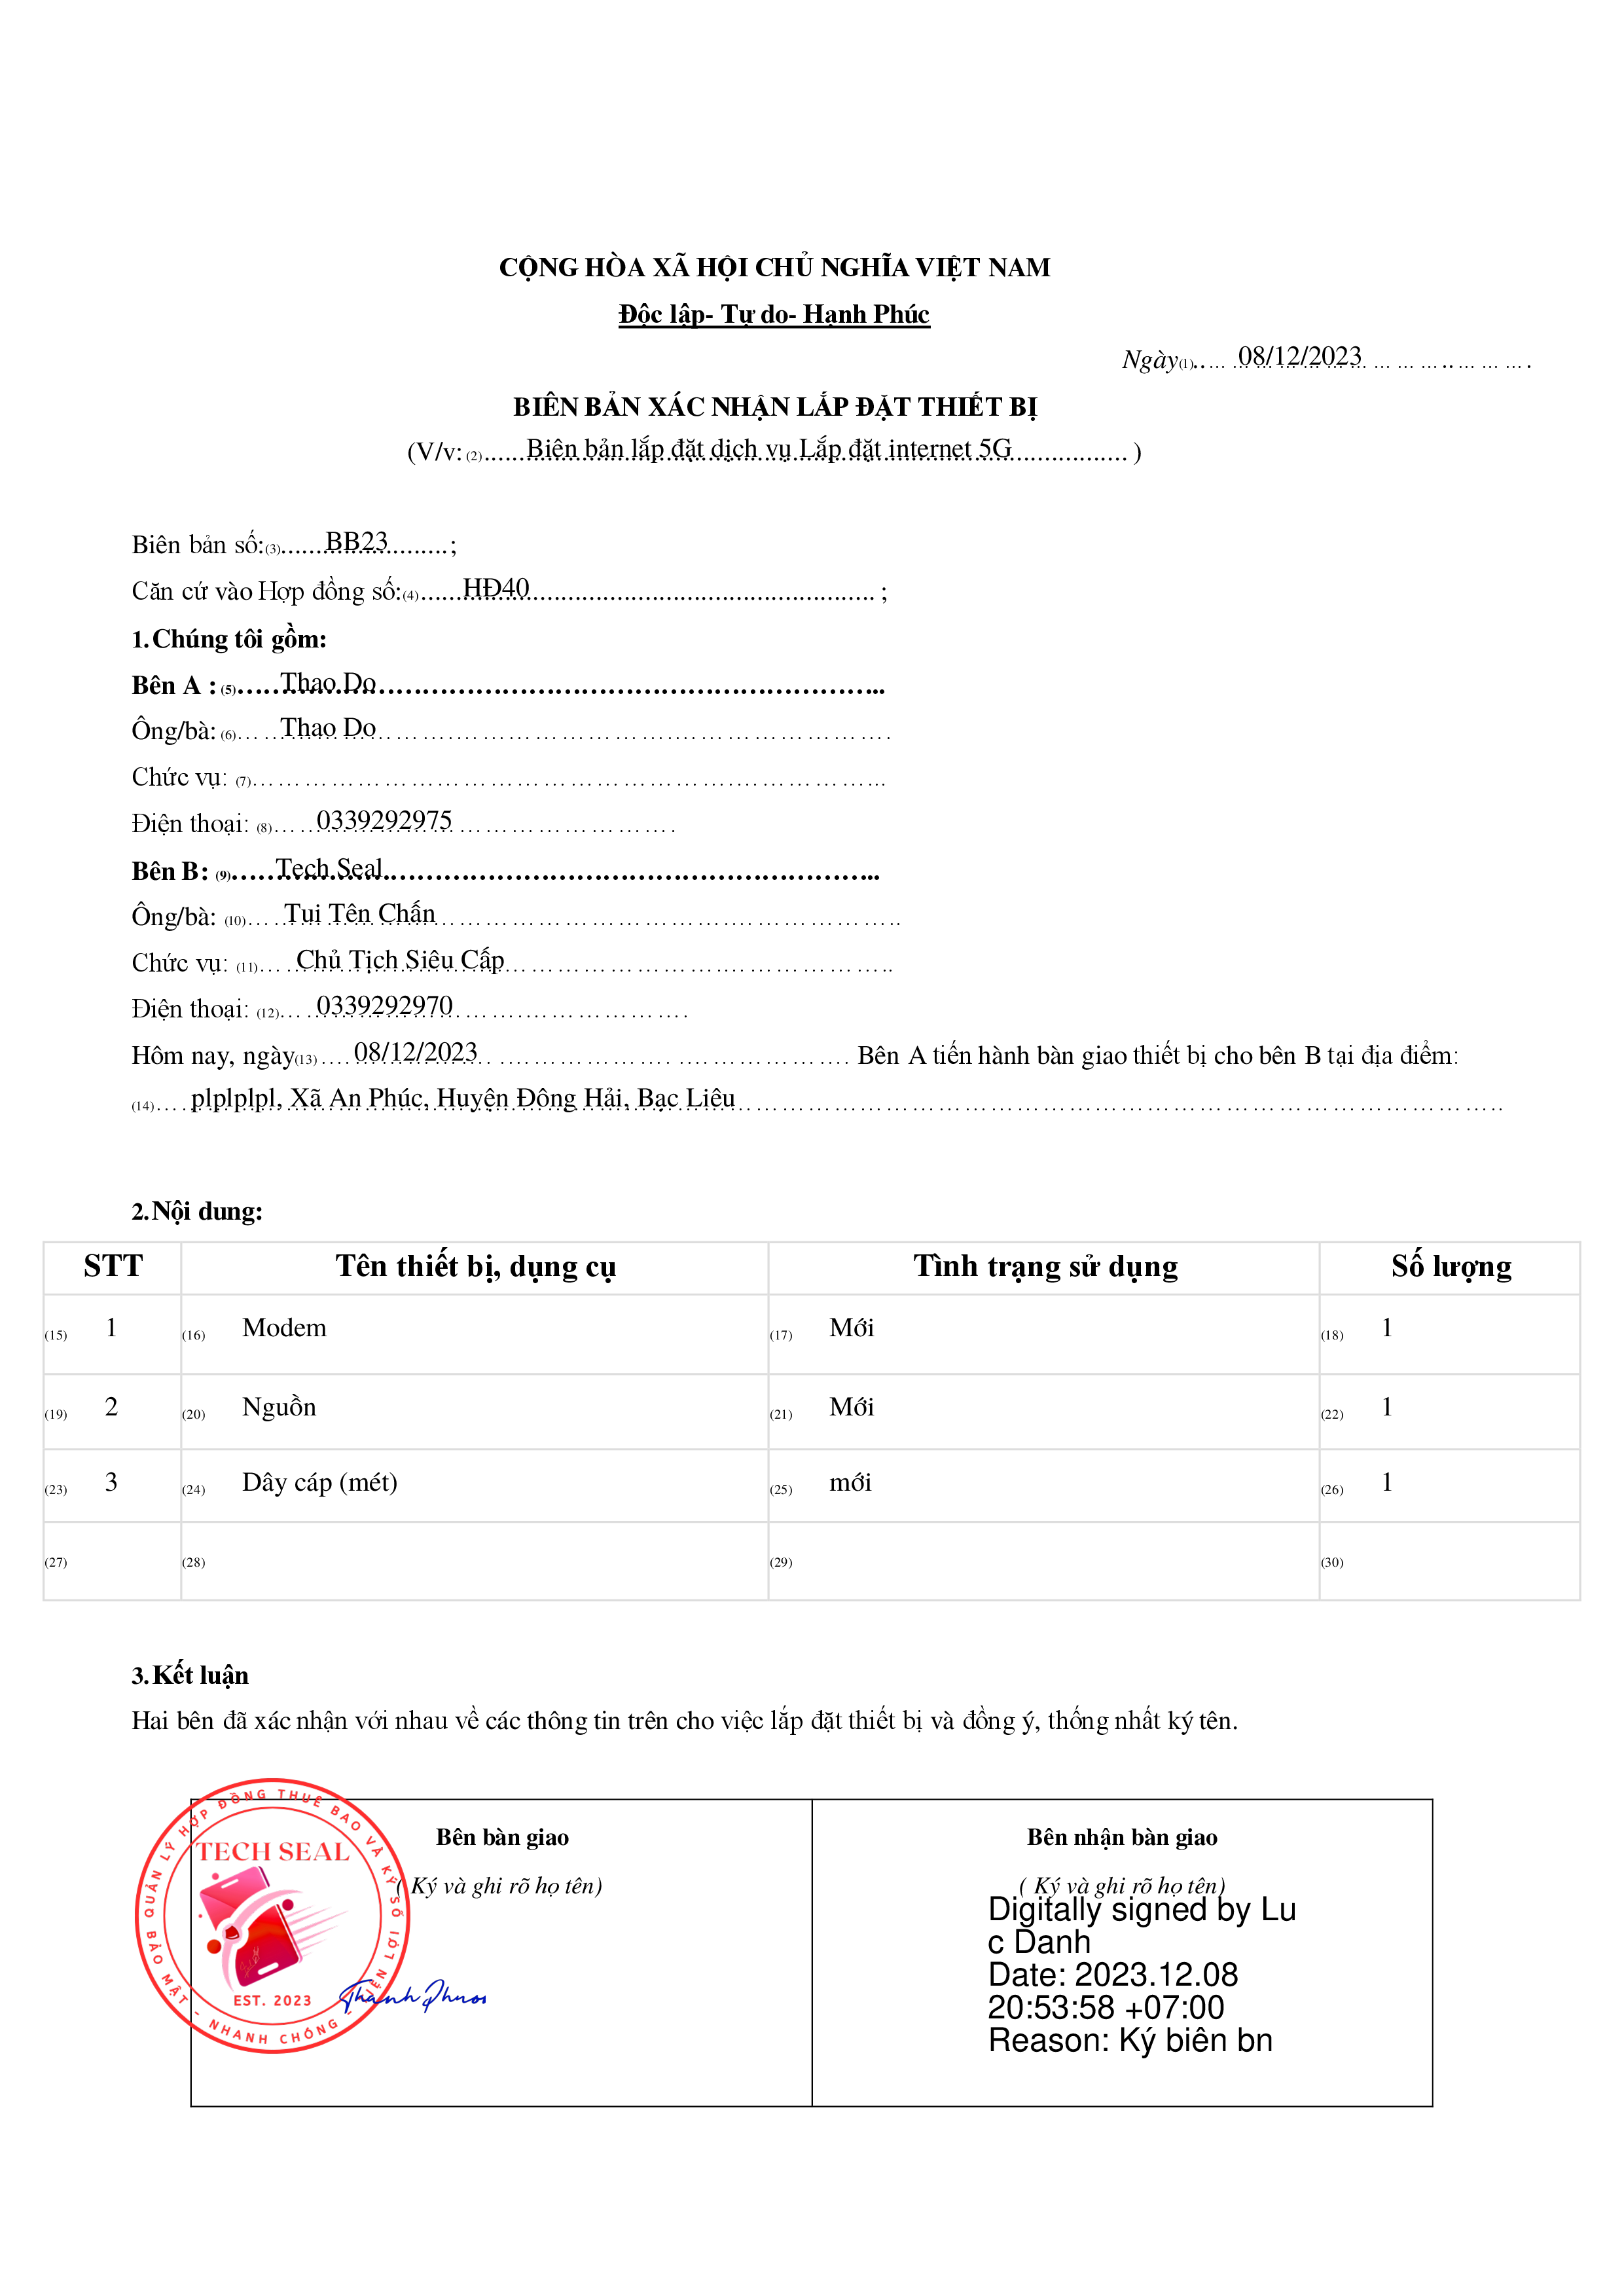 CỘNG HÒA XÃ HỘI CHỦ NGHĨA VIỆT NAM
Độc lập- Tự do- Hạnh Phúc
Ngày(1)..... 08/12/2023 .....
BIÊN BẢN XÁC NHẬN LẮP ĐẶT THIẾT BỊ
(V/v: (2)..... Biên bản lắp đặt dịch vụ Lắp đặt internet 5G ..... )
Biên bản số:(3)..... BB23 .....;
Căn cứ vào Hợp đồng số:(4)..... HĐ40 ..... ;
1.Chúng tôi gồm:
Bên A : (5)..... Thao Do .....
Ông/bà: (6)..... Thao Do .....
Chức vụ: (7).....
Điện thoại: (8)..... 0339292975 .....
Bên B: (9)..... Tech Seal .....
Ông/bà: (10)..... Tui Tên Chấn .....
Chức vụ: (11)..... Chủ Tịch Siêu Cấp .....
Điện thoại: (12)..... 0339292970 .....
Hôm nay, ngày(13) ..... 08/12/2023 ..... Bên A tiến hành bàn giao thiết bị cho bên B tại địa điểm:
(14)..... plplplpl, Xã An Phúc, Huyện Đông Hải, Bạc Liêu .....
2.Nội dung:
STT Tên thiết bị, dụng cụ Tình trạng sử dụng Số lượng
(15) 1 (16) Modem (17) Mới (18) 1
(19) 2 (20) Nguồn (21) Mới (22) 1
(23) 3 (24) Dây cáp (mét) (25) mới (26) 1
(27) (28) (29) (30)
3.Kết luận
Hai bên đã xác nhận với nhau về các thông tin trên cho việc lắp đặt thiết bị và đồng ý, thống nhất ký tên.
Bên bàn giao
( Ký và ghi rõ họ tên)
QUẢN LÝ HỢP ĐỒNG THUÊ BAO VÀ KÝ SỐ
TECH SEAL
EST. 2023
BẢO MẬT - NHANH CHÓNG - TIỆN LỢI
Bên nhận bàn giao
( Ký và ghi rõ họ tên)
Digitally signed by Lu
c Danh
Date: 2023.12.08
20:53:58 +07:00
Reason: Ký biên bn